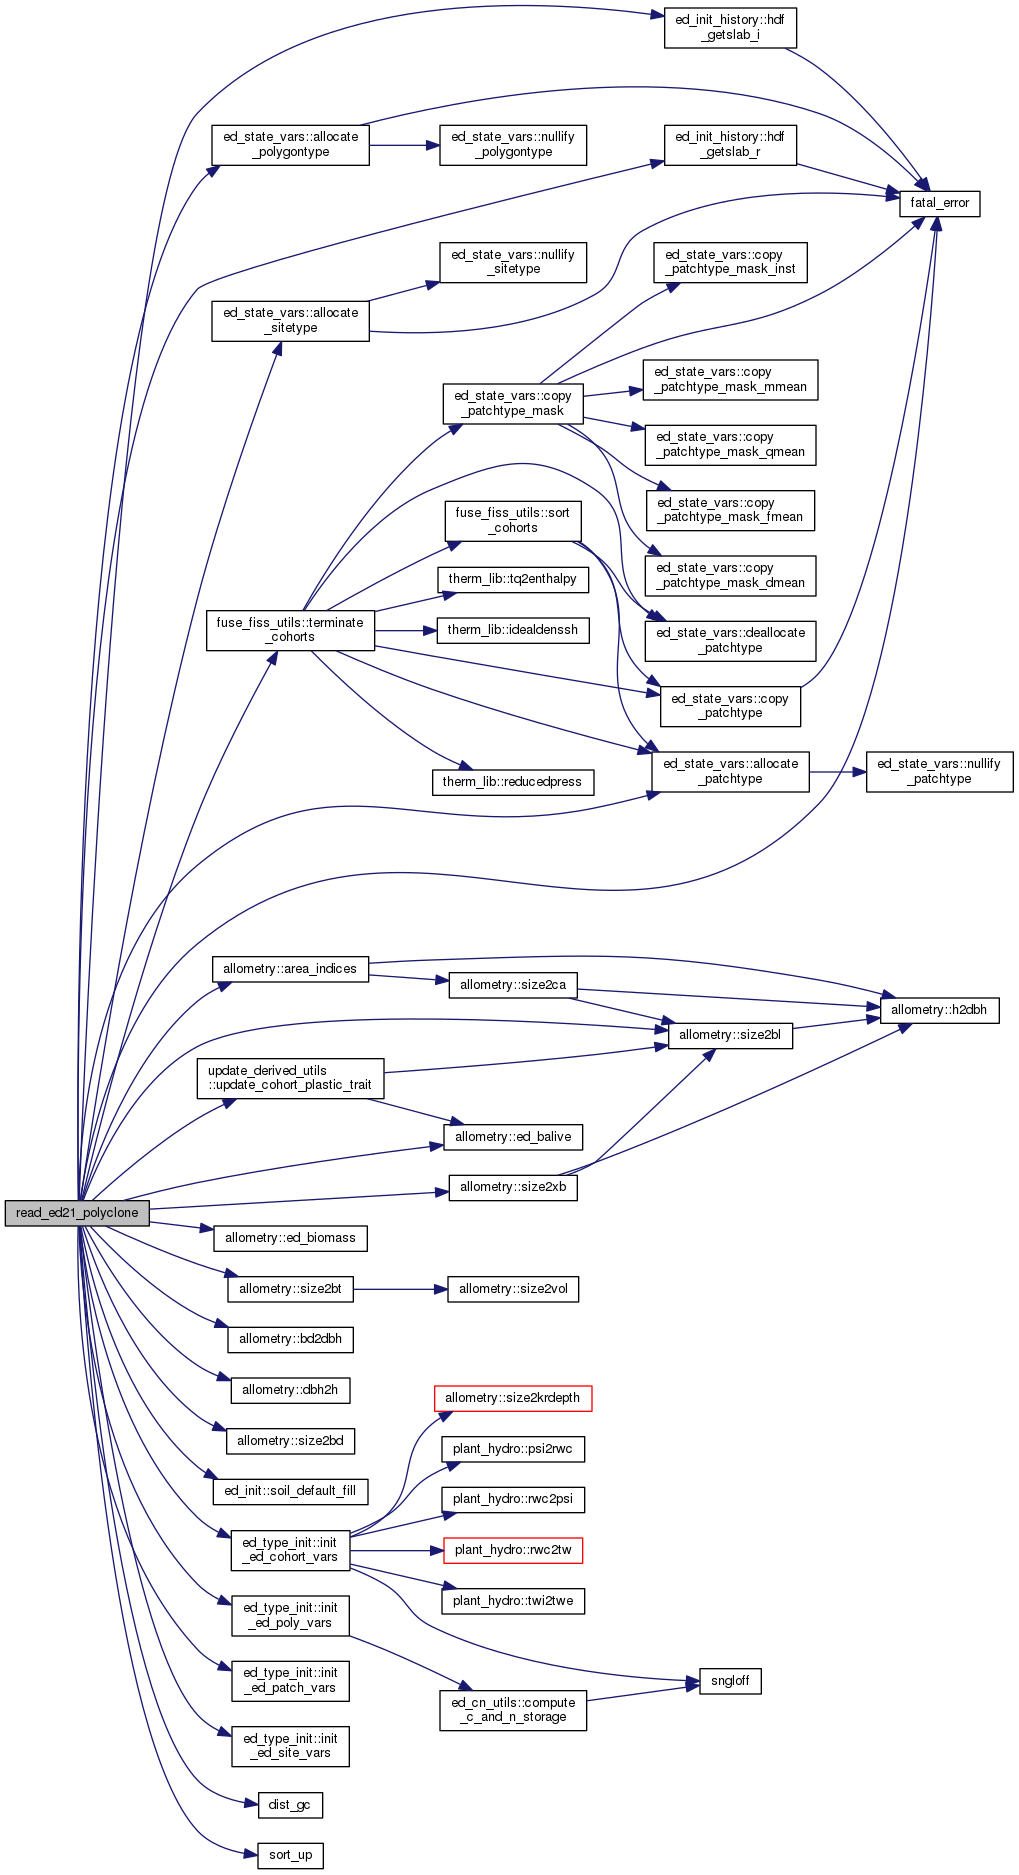 ed_init_history::hdf
_getslab_i
ed_state_vars::allocate
_polygontype
ed_state_vars::nullify
_polygontype
ed_init_history::hdf
_getslab_r
fatal_error
ed_state_vars::nullify
_sitetype
ed_state_vars::copy
_patchtype_mask_inst
ed_state_vars::allocate
_sitetype
ed_state_vars::copy
_patchtype_mask
ed_state_vars::copy
_patchtype_mask_mmean
ed_state_vars::copy
_patchtype_mask_qmean
ed_state_vars::copy
_patchtype_mask_fmean
fuse_fiss_utils::sort
_cohorts
ed_state_vars::copy
_patchtype_mask_dmean
therm_lib::tq2enthalpy
fuse_fiss_utils::terminate
_cohorts
therm_lib::idealdenssh
ed_state_vars::deallocate
_patchtype
ed_state_vars::copy
_patchtype
therm_lib::reducedpress
ed_state_vars::allocate
_patchtype
ed_state_vars::nullify
_patchtype
allometry::area_indices
allometry::size2ca
allometry::h2dbh
allometry::size2bl
update_derived_utils
::update_cohort_plastic_trait
allometry::ed_balive
allometry::size2xb
read_ed21_polyclone
allometry::ed_biomass
allometry::size2bt
allometry::size2vol
allometry::bd2dbh
allometry::dbh2h
allometry::size2krdepth
allometry::size2bd
plant_hydro::psi2rwc
ed_init::soil_default_fill
plant_hydro::rwc2psi
ed_type_init::init
_ed_cohort_vars
plant_hydro::rwc2tw
plant_hydro::twi2twe
ed_type_init::init
_ed_poly_vars
ed_type_init::init
_ed_patch_vars
sngloff
ed_cn_utils::compute
_c_and_n_storage
ed_type_init::init
_ed_site_vars
dist_gc
sort_up